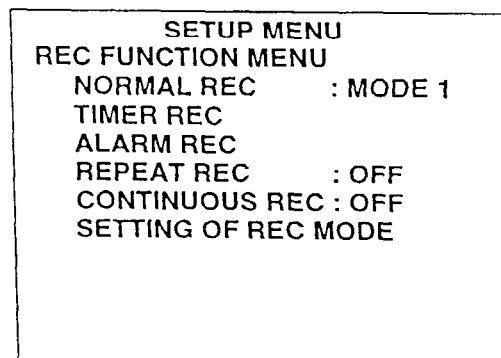 SETUP MENU
REC FUNCTION MENU
NORMAL REC : MODE 1
TIMER REC
ALARM REC
REPEAT REC : OFF
CONTINUOUS REC : OFF
SETTING OF REC MODE